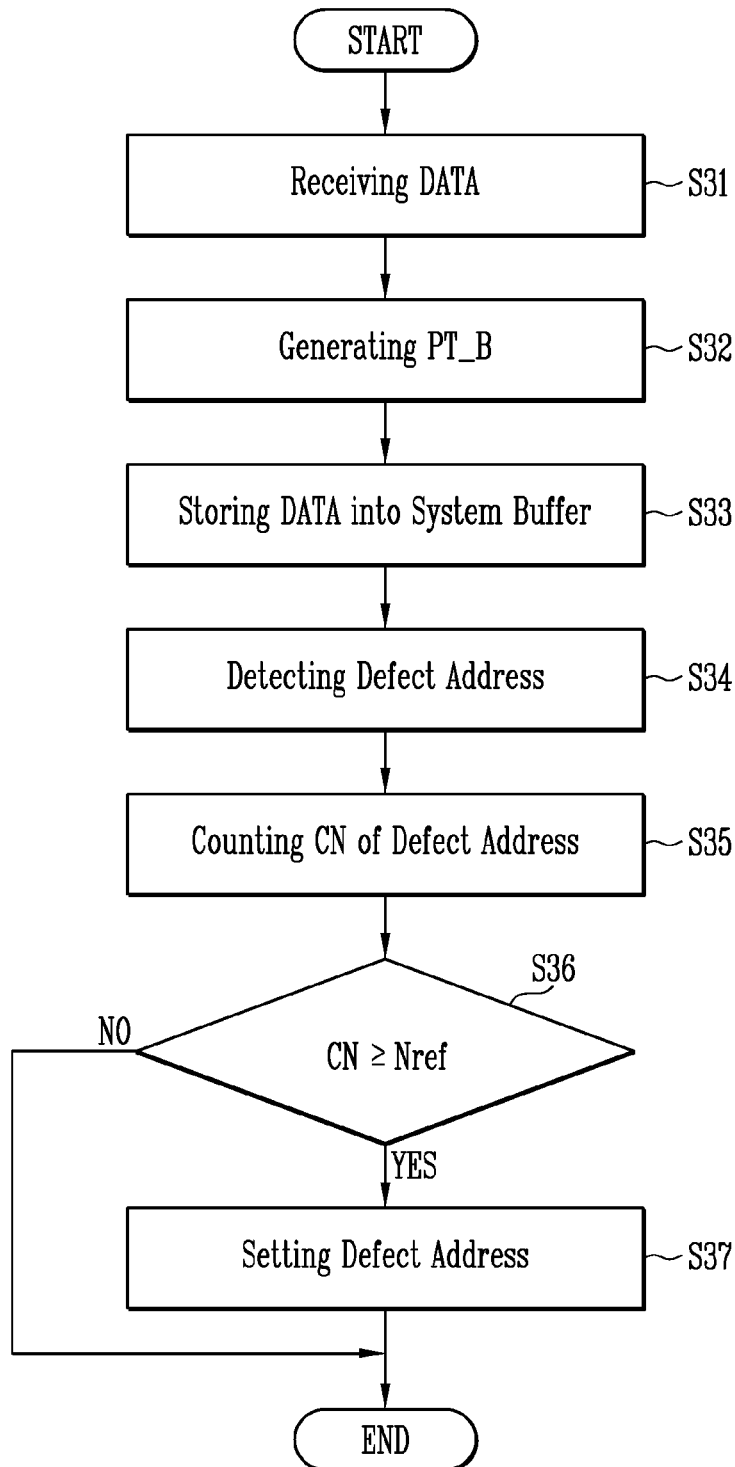 START
Receiving DATA
S31
Generating PT_B
S32
Storing DATA into System Buffer
S33
Detecting Defect Address
S34
Counting CN of Defect Address
S35
S36
NO
CN ≥ Nref
YES
Setting Defect Address
S37
END